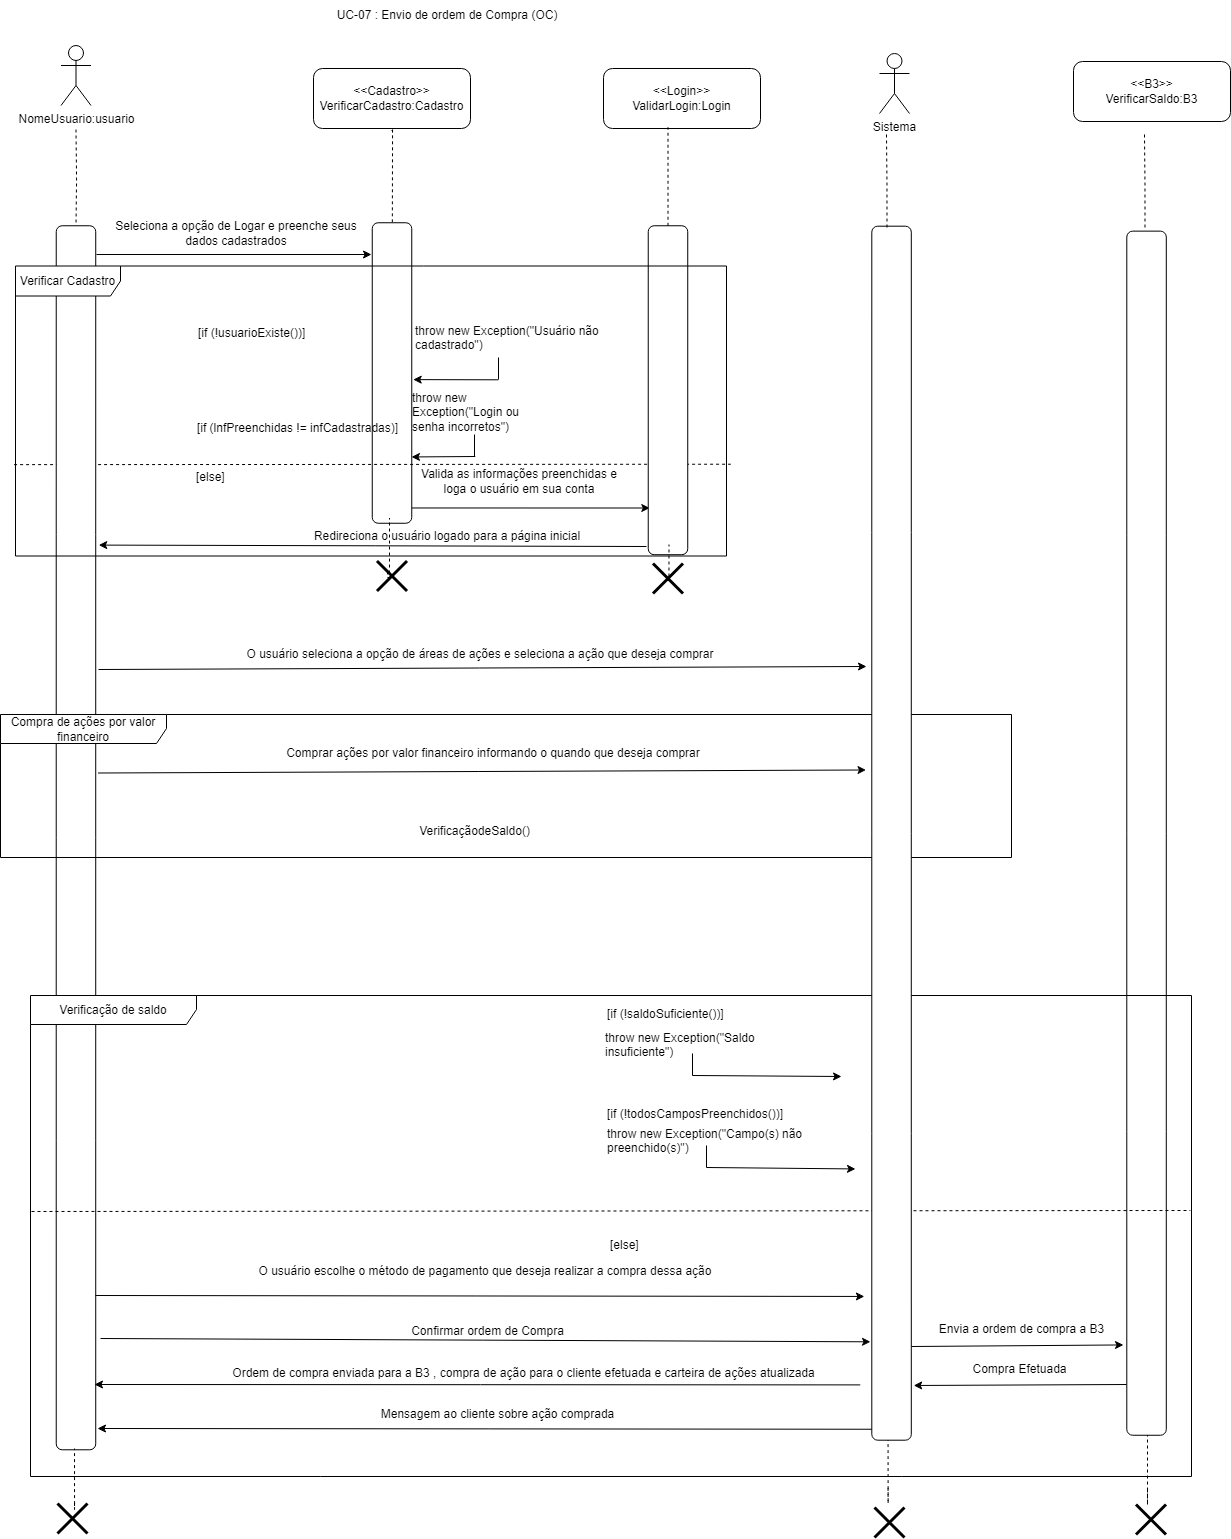 UC-07 : Envio de ordem de Compra (OC)
NomeUsuario:usuario
<<Cadastro>>
VerificarCadastro:Cadastro
<<Login>>
ValidarLogin:Login
Sistema
<<B3>>
VerificarSaldo:B3
Seleciona a opção de Logar e preenche seus
dados cadastrados
Verificar Cadastro
[if (!usuarioExiste())]
throw new Exception("Usuário não
cadastrado")
throw new
Exception("Login ou
senha incorretos")
[if (InfPreenchidas != infCadastradas)]
[else]
Valida as informações preenchidas e
loga o usuário em sua conta
Redireciona o usuário logado para a página inicial
O usuário seleciona a opção de áreas de ações e seleciona a ação que deseja comprar
Compra de ações por valor
financeiro
Comprar ações por valor financeiro informando o quando que deseja comprar
VerificaçãodeSaldo()
Verificação de saldo
[if (!saldoSuficiente())]
throw new Exception("Saldo
insuficiente")
[if (!todosCamposPreenchidos())]
throw new Exception("Campo(s) não
preenchido(s)")
[else]
O usuário escolhe o método de pagamento que deseja realizar a compra dessa ação
Confirmar ordem de Compra
Envia a ordem de compra a B3
Ordem de compra enviada para a B3 , compra de ação para o cliente efetuada e carteira de ações atualizada
Compra Efetuada
Mensagem ao cliente sobre ação comprada